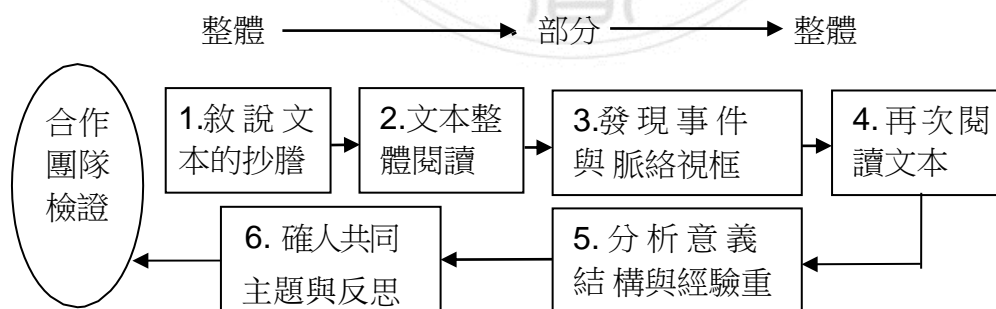 整體 部分 整體
合作
團隊
檢證
1.敘說文
本的抄謄
2.文本整
體閱讀
3.發現事件
與脈絡視框
4.再次閱
讀文本
5.分析意義
結構與經驗重
6. 確人共同
主題與反思